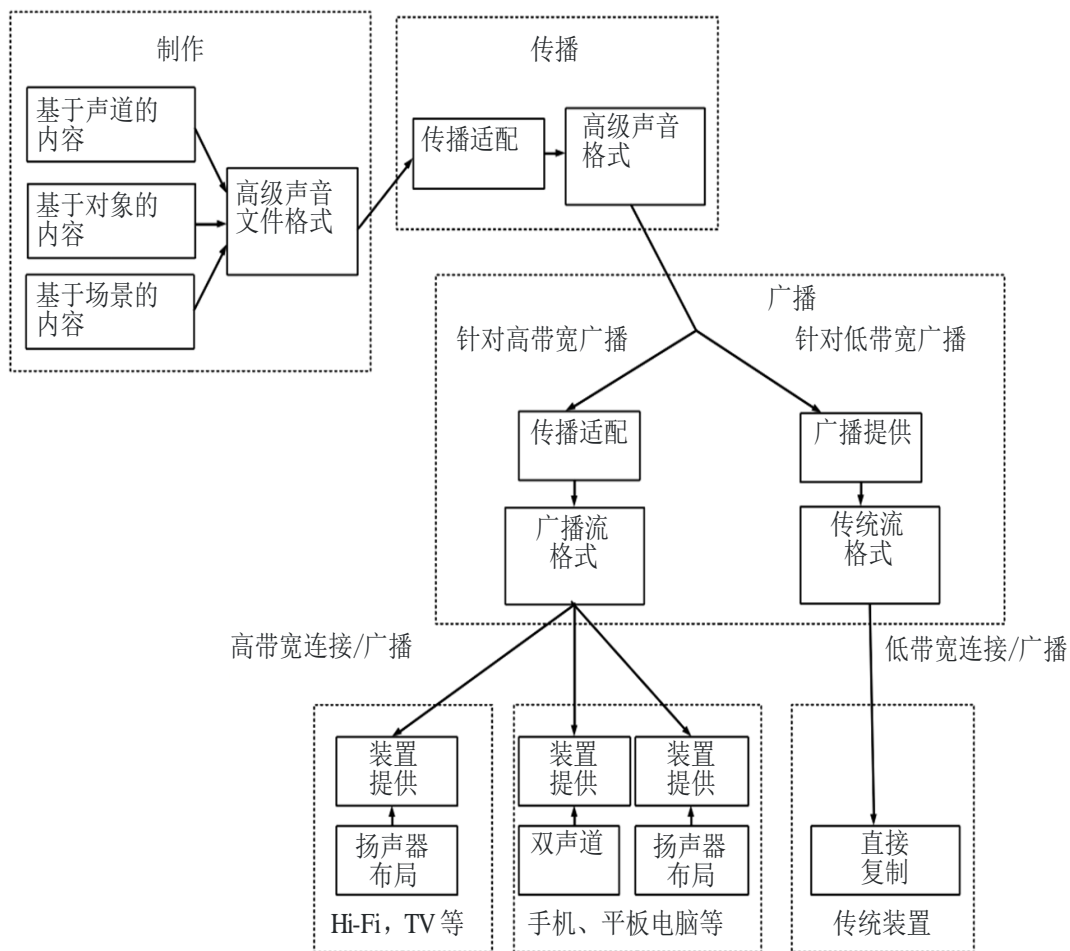 制作
基于声道的
内容
基于对象的
内容
基于场景的
内容
高级声音
文件格式
传播
传播适配
高级声音
格式
广播
针对高带宽广播
针对低带宽广播
传播适配
广播提供
广播流
格式
传统流
格式
高带宽连接/广播
低带宽连接/广播
装置
提供
扬声器
布局
Hi-Fi，TV 等
装置
提供
双声道
装置
提供
扬声器
布局
手机、平板电脑等
直接
复制
传统装置